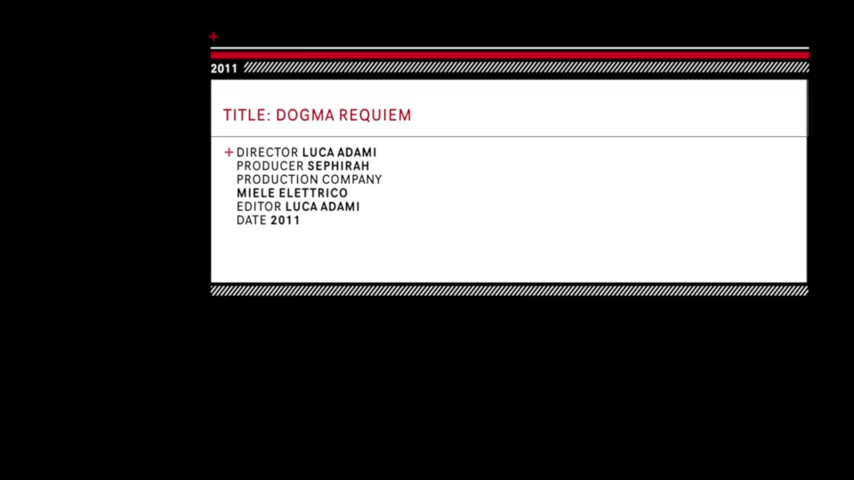 2011
TITLE: DOGMA REQUIEM
+ DIRECTOR LUCA ADAMI
PRODUCER SEPHIRAH
PRODUCTION COMPANY
MIELE ELETTRICO
EDITOR LUCA ADAMI
DATE 2011